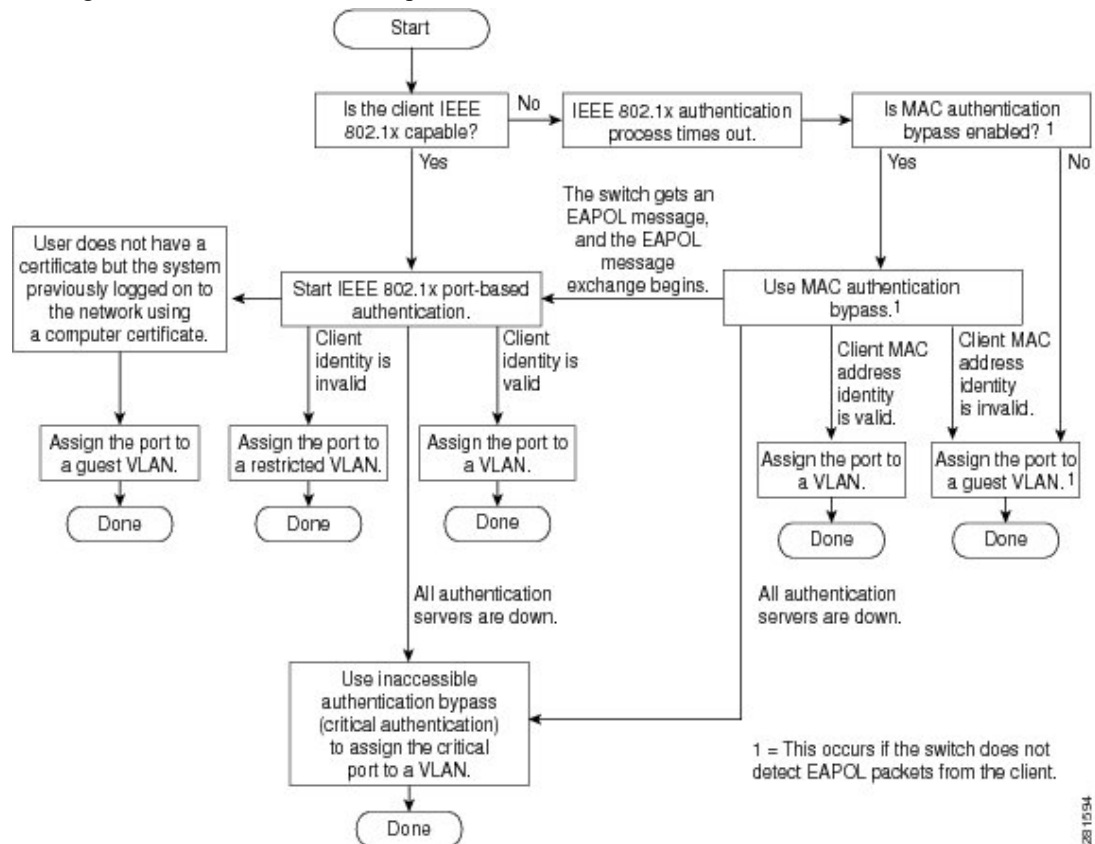 Start
Is the client IEEE
802.1x capable?
No
IEEE 802.1x authentication
process times out.
Is MAC authentication
bypass enabled? 1
Yes
Yes
No
The switch gets an
EAPOL message,
and the EAPOL
message
exchange begins.
User does not have a
certificate but the system
previously logged on to
the network using
a computer certificate.
Start IEEE 802.1x port-based
authentication.
Use MAC authentication
bypass.1
Client
identity is
invalid
Client
identity is
valid
Client MAC
address
identity
is valid.
Client MAC
address
identity
is invalid.
Assign the port to
a guest VLAN.
Assign the port to
a restricted VLAN.
Assign the port to
a VLAN.
Assign the port to
a VLAN.
Assign the port to
a guest VLAN.1
Done
Done
Done
Done
Done
All authentication
servers are down.
All authentication
servers are down.
Use inaccessible
authentication bypass
(critical authentication)
to assign the critical
port to a VLAN.
1 = This occurs if the switch does not
detect EAPOL packets from the client.
Done
281594